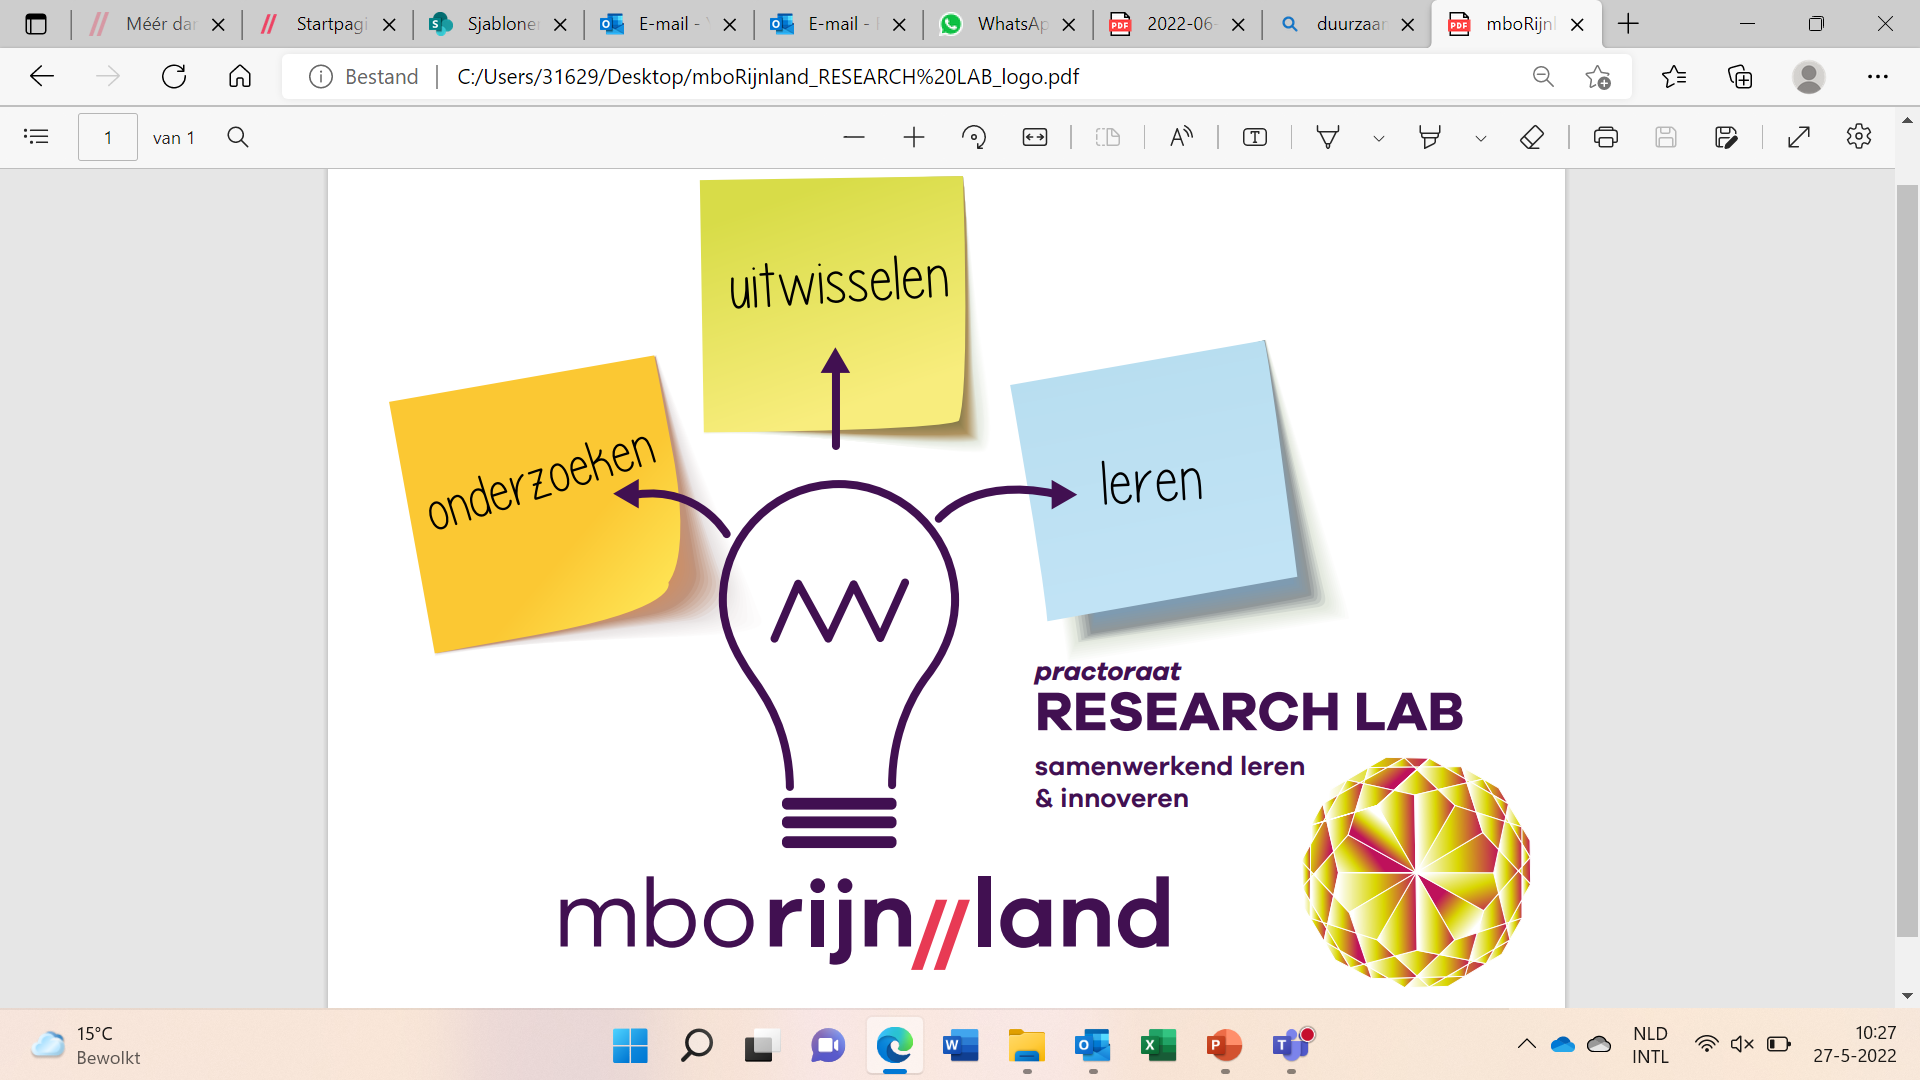 Méér dan
Startpagi
Sjablonen
E-mail -
E-mail -
WhatsAp
2022-06-
duurzaar
mboRijnl
Bestand
C:/Users/31629/Desktop/mboRijnland_RESEARCH%20LAB_logo.pdf
1 van 1
uitwisselen
onderzoeken
leren
practoraat
RESEARCH LAB
samenwerkend leren
& innoveren
mborijn//land
15°C
Bewolkt
NLD
INTL
10:27
27-5-2022